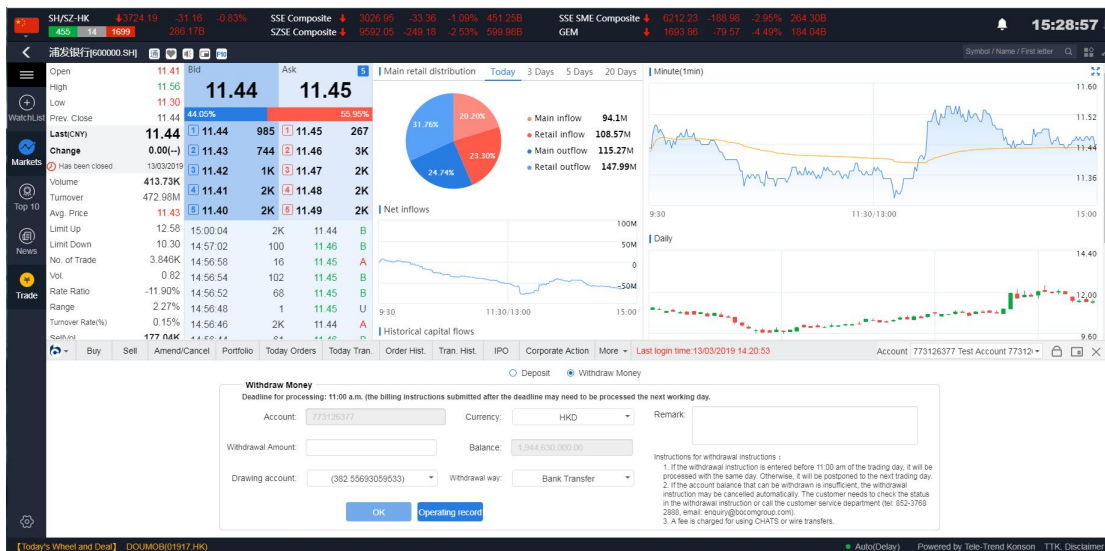 SH/SZ-HK 3724.19 -31.16 -0.83% SSE Composite 3026.95 -33.36 -1.09% 451.25B SSE SME Composite 6212.23 -188.98 -2.95% 264.30B
455 14 1699 286.17B SZSE Composite 9592.05 -249.18 -2.53% 599.98B GEM 1693.86 -79.57 -4.49% 184.04B
15:28:57
浦发银行[600000.SH]
Symbol / Name / First letter
WatchList
Markets
Top 10
News
Trade
Open 11.41
High 11.56
Low 11.30
Prev. Close 11.44
Last(CNY) 11.44
Change 0.00(--)
Has been closed 13/03/2019
Volume 413.73K
Turnover 472.98M
Avg. Price 11.43
Limit Up 12.58
Limit Down 10.30
No. of Trade 3.846K
Vol. 0.82
Rate Ratio -11.90%
Range 2.27%
Turnover Rate(%) 0.15%
Sell/Vol 177.04K
Bid Ask 5
11.44 11.45
44.05% 55.95%
1 11.44 985 1 11.45 267
2 11.43 744 2 11.46 3K
3 11.42 1K 3 11.47 2K
4 11.41 2K 4 11.48 2K
5 11.40 2K 5 11.49 2K
15:00:04 2K 11.44 B
14:57:02 100 11.46 B
14:56:58 16 11.45 A
14:56:54 102 11.45 B
14:56:52 68 11.45 B
14:56:48 1 11.45 U
14:56:46 2K 11.44 A
14:56:44 61 11.44 B
Main retail distribution Today 3 Days 5 Days 20 Days
31.76% 20.20%
24.74% 23.30%
Main inflow 94.1M
Retail inflow 108.57M
Main outflow 115.27M
Retail outflow 147.99M
Net inflows
100M
50M
0
-50M
9:30 11:30/13:00 15:00
Historical capital flows
Minute(1min)
11.60
11.52
11.44
11.36
9:30 11:30/13:00 15:00
Daily
14.40
12.00
9.60
Buy Sell Amend/Cancel Portfolio Today Orders Today Tran. Order Hist. Tran. Hist. IPO Corporate Action More Last login time:13/03/2019 14:20:53 Account 773126377 Test Account 77312
Deposit Withdraw Money
Withdraw Money
Deadline for processing: 11:00 a.m. (the billing instructions submitted after the deadline may need to be processed the next working day.
Account: 773126377 Currency: HKD Remark:
Withdrawal Amount: Balance: 1,944,630,000.00
Drawing account: (382 55693059533) Withdrawal way: Bank Transfer
OK Operating record
Instructions for withdrawal instructions :
1. If the withdrawal instruction is entered before 11:00 am of the trading day, it will be
processed with the same day. Otherwise, it will be postponed to the next trading day.
2. If the account balance that can be withdrawn is insufficient, the withdrawal
instruction may be cancelled automatically. The customer needs to check the status
in the withdrawal instruction or call the customer service department (tel: 852-3768
2888, email: enquiry@bocomgroup.com).
3. A fee is charged for using CHATS or wire transfers.
【Today's Wheel and Deal】 DOUMOB(01917.HK) Auto(Delay) Powered by Tele-Trend Konson TTK, Disclaimer